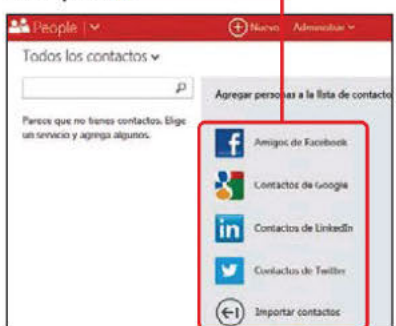 People
Nuevo Administrar
Todos los contactos
Agregar personas a la lista de contacto
Parece que no tienes contactos. Elige
un servicio y agrega algunos.
Amigos de Facebook
Contactos de Google
Contactos de LinkedIn
Contactos de Twitter
Importar contactos